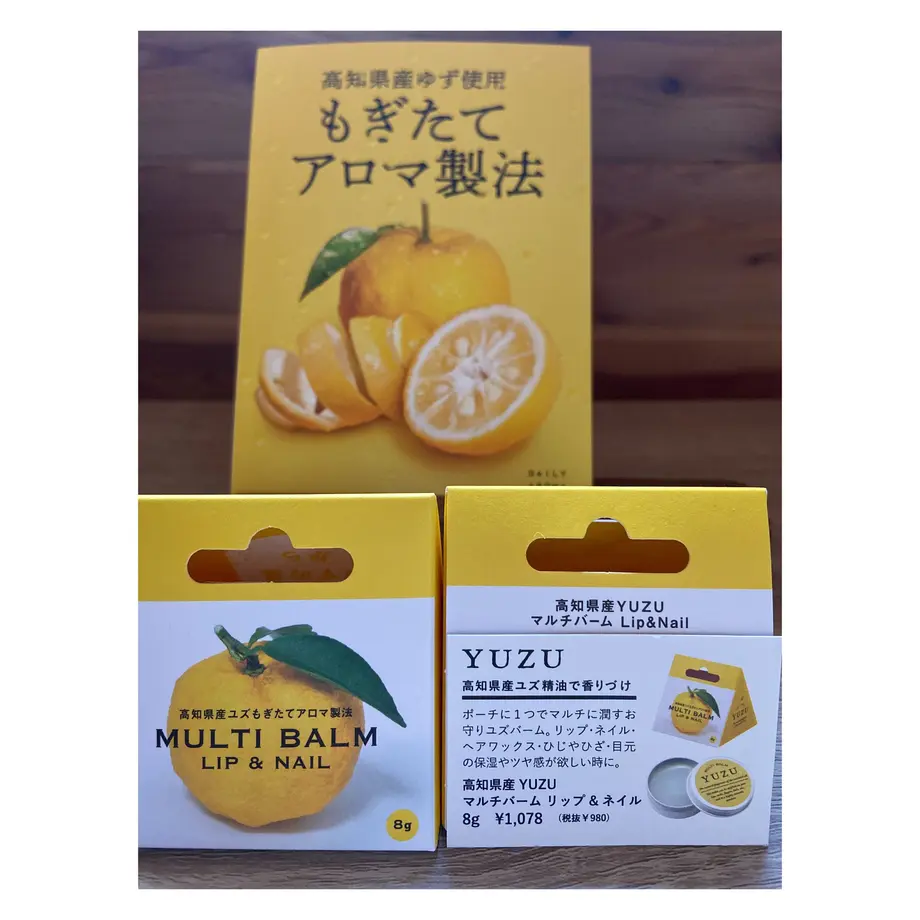 高知県産ゆず使用
もぎたて
アロマ製法
DAILY
高知県産ユズもぎたてアロマ製法
MULTI BALM
LIP & NAIL
8g
高知県産YUZU
マルチバーム Lip&Nail
YUZU
高知県産ユズ精油で香りづけ
ポーチに1つでマルチに潤すお
守りユズバーム。リップ・ネイル・
ヘアワックス・ひじやひざ・目元
の保湿やツヤ感が欲しい時に。
高知県産 YUZU
マルチバーム リップ&ネイル
8g ¥1,078 (税抜¥980)
MULTI BALM
LIP & NAIL
YUZU
YUZU